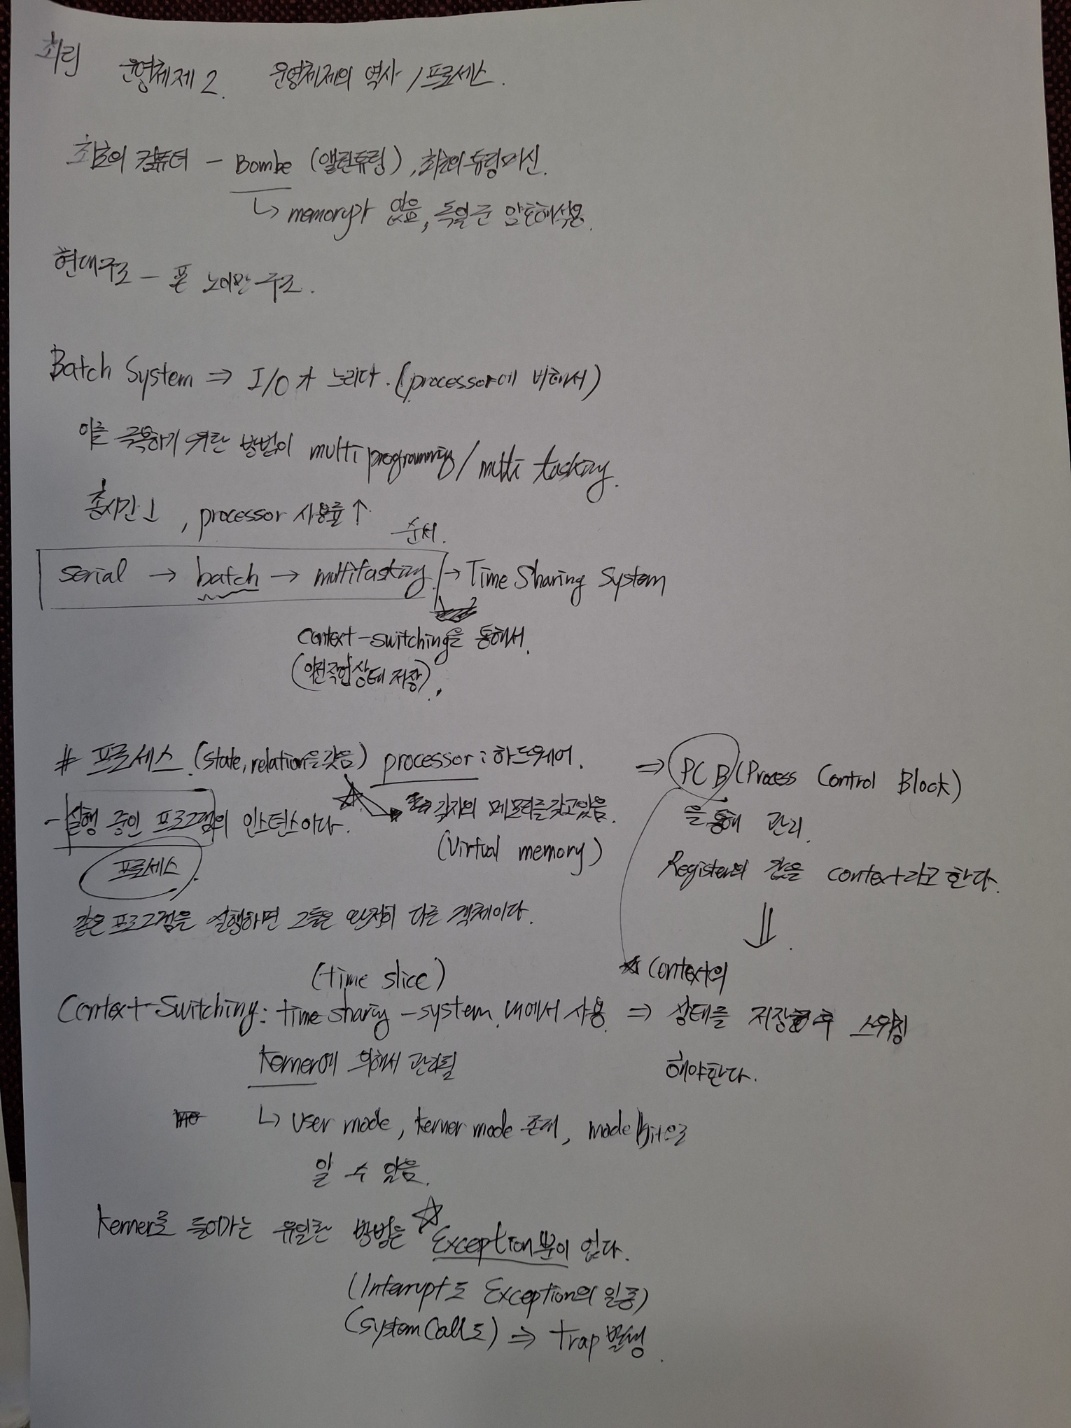 운영체제 2. 운영체제의 역사 / 프로세스.
최초의 컴퓨터 - Bombe (앨런튜링), 최초의 튜링머신.
↳ memory가 없음, 독일군 암호해석용.
현대구조 - 폰 노이만 구조.
Batch System ⇒ I/O가 느리다. (processor에 비해서)
이를 극복하기 위한 방법이 multi programming / multi tasking.
총시간↓, processor 사용률↑
순서.
serial → batch → multitasking → Time Sharing System
context-switching을 통해서.
(이전작업상태 저장).
# 프로세스 (state, relation을 갖음) processor : 하드웨어.
- 실행 중인 프로그램의 인스턴스이다. ☆ 각자의 메모리를 갖고있음.
(Virtual memory)
프로세스
같은 프로그램을 실행하면 그들은 완전히 다른 객체이다.
⇒ PCB (Process Control Block)
을 통해 관리.
Register의 값을 context라고 한다.
⇓
★ Context의
(time slice)
Context-Switching : time sharing-system 내에서 사용 ⇒ 상태를 저장 후 스위칭
해야한다.
Kerner에 의해서 관리됨
↳ user mode, kerner mode 존재, mode bit으로
알 수 있음.
Kerner로 들어가는 유일한 방법은 ☆ Exception뿐이 없다.
(Interrupt도 Exception의 일종)
(System Call도) ⇒ trap 발생.